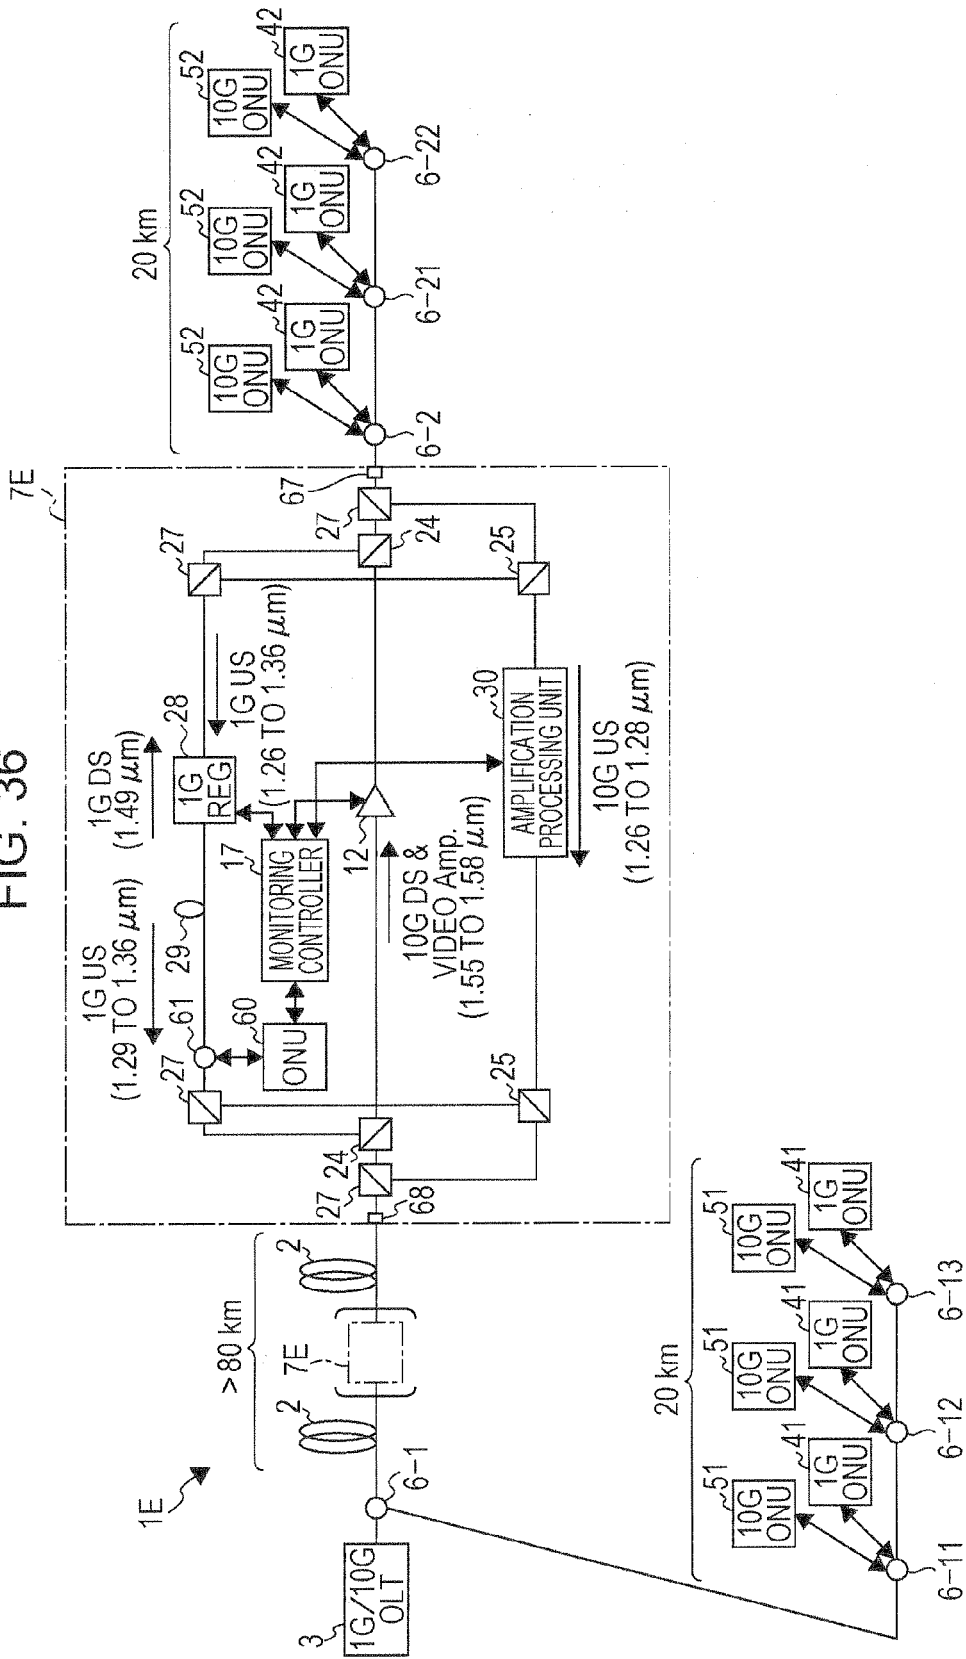 FIG. 36
1E
3
1G/10G
OLT
6-1
> 80 km
2
7E
2
7E
68
27
24
27
61
1G US
(1.29 TO 1.36 μm)
29
1G DS
(1.49 μm)
28
1G
REG
1G US
(1.26 TO 1.36 μm)
27
60
ONU
17
MONITORING
CONTROLLER
12
10G DS &
VIDEO Amp.
(1.55 TO 1.58 μm)
24
27
67
25
30
AMPLIFICATION
PROCESSING UNIT
10G US
(1.26 TO 1.28 μm)
25
20 km
52
10G
ONU
42
1G
ONU
52
10G
ONU
42
1G
ONU
52
10G
ONU
42
1G
ONU
6-2
6-21
6-22
20 km
51
10G
ONU
41
1G
ONU
51
10G
ONU
41
1G
ONU
51
10G
ONU
41
1G
ONU
6-11
6-12
6-13